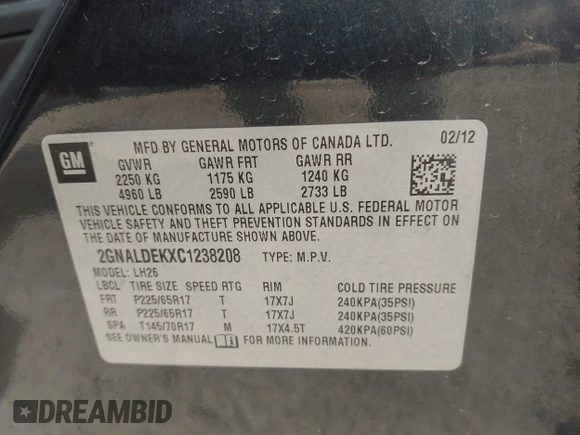 MFD BY GENERAL MOTORS OF CANADA LTD. 02/12
GM
GVWR GAWR FRT GAWR RR
2250 KG 1175 KG 1240 KG
4960 LB 2590 LB 2733 LB
THIS VEHICLE CONFORMS TO ALL APPLICABLE U.S. FEDERAL MOTOR
VEHICLE SAFETY AND THEFT PREVENTION STANDARDS IN EFFECT ON
THE DATE OF MANUFACTURE SHOWN ABOVE.
2GNALDEKXC1238208 TYPE: M.P.V.
MODEL: LH26
LBCL TIRE SIZE SPEED RTG RIM COLD TIRE PRESSURE
FRT P225/65R17 T 17X7J 240KPA(35PSI)
RR P225/65R17 T 17X7J 240KPA(35PSI)
SPA T145/70R17 M 17X4.5T 420KPA(60PSI)
SEE OWNER'S MANUAL FOR MORE INFORMATION.
DREAMBID